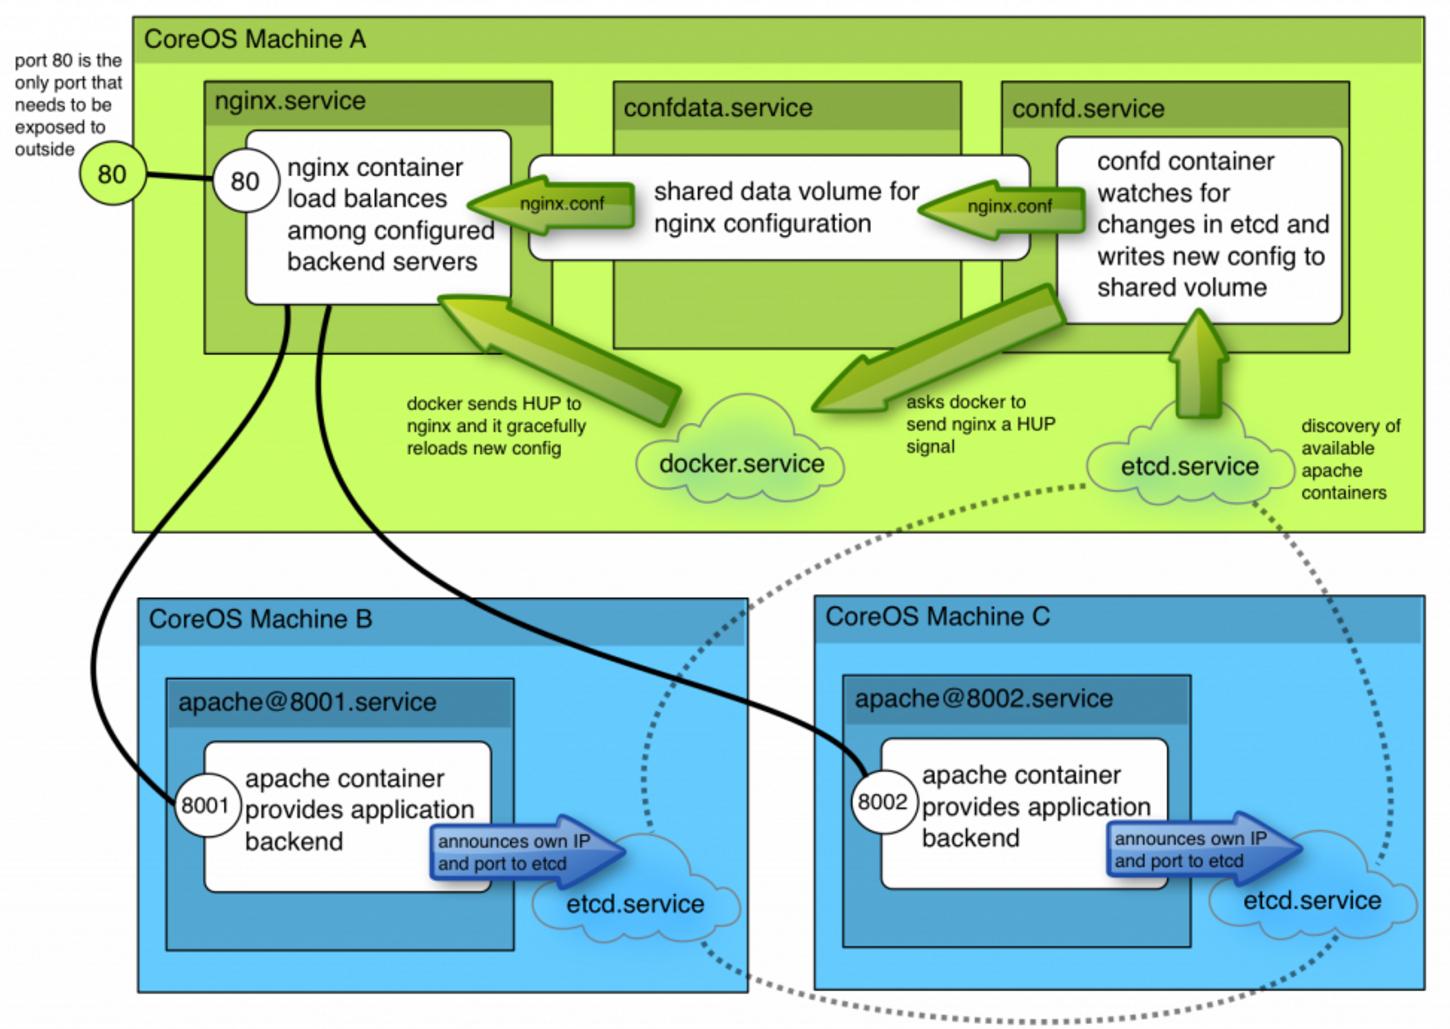 CoreOS Machine A
port 80 is the
only port that
needs to be
exposed to
outside
80
nginx.service
80
nginx container
load balances
among configured
backend servers
confdata.service
nginx.conf
shared data volume for
nginx configuration
confd.service
nginx.conf
confd container
watches for
changes in etcd and
writes new config to
shared volume
docker sends HUP to
nginx and it gracefully
reloads new config
docker.service
asks docker to
send nginx a HUP
signal
etcd.service
discovery of
available
apache
containers
CoreOS Machine B
apache@8001.service
8001
apache container
provides application
backend
announces own IP
and port to etcd
etcd.service
CoreOS Machine C
apache@8002.service
8002
apache container
provides application
backend
announces own IP
and port to etcd
etcd.service